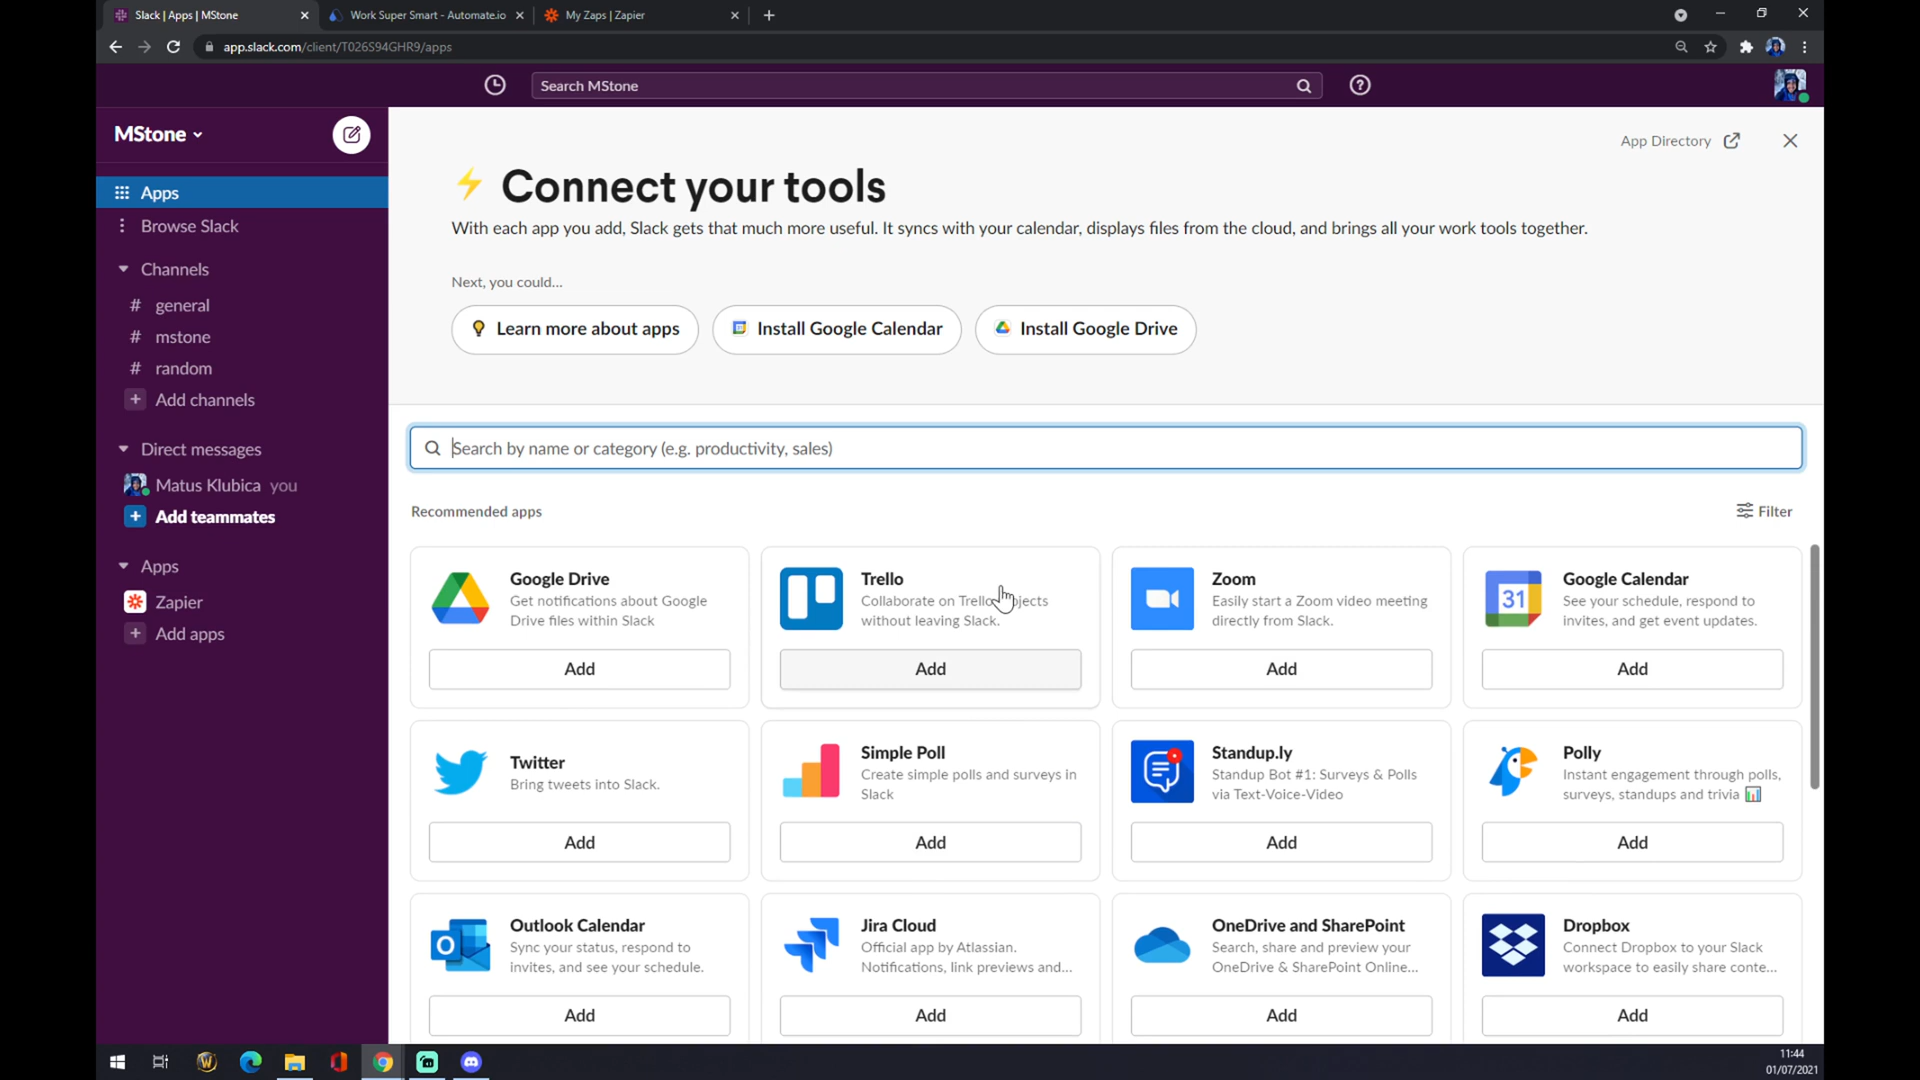 Slack | Apps | MStone
Work Super Smart - Automate.io
My Zaps | Zapier
app.slack.com/client/T026S94GHR9/apps
Search MStone
MStone
Apps
Browse Slack
Channels
# general
# mstone
# random
+ Add channels
Direct messages
Matus Klubica you
+ Add teammates
Apps
Zapier
+ Add apps
App Directory
Connect your tools
With each app you add, Slack gets that much more useful. It syncs with your calendar, displays files from the cloud, and brings all your work tools together.
Next, you could...
Learn more about apps
Install Google Calendar
Install Google Drive
Search by name or category (e.g. productivity, sales)
Recommended apps
Filter
Google Drive
Get notifications about Google
Drive files within Slack
Add
Trello
Collaborate on Trello
without leaving Slack.
Add
Zoom
Easily start a Zoom video meeting
directly from Slack.
Add
31
Google Calendar
See your schedule, respond to
invites, and get event updates.
Add
Twitter
Bring tweets into Slack.
Add
Simple Poll
Create simple polls and surveys in
Slack
Add
Standup.ly
Standup Bot #1: Surveys & Polls
via Text-Voice-Video
Add
Polly
Instant engagement through polls,
surveys, standups and trivia
Add
Outlook Calendar
Sync your status, respond to
invites, and see your schedule.
Add
Jira Cloud
Official app by Atlassian.
Notifications, link previews and...
Add
OneDrive and SharePoint
Search, share and preview your
OneDrive & SharePoint Online...
Add
Dropbox
Connect Dropbox to your Slack
workspace to easily share conte...
Add
11:44
01/07/2021